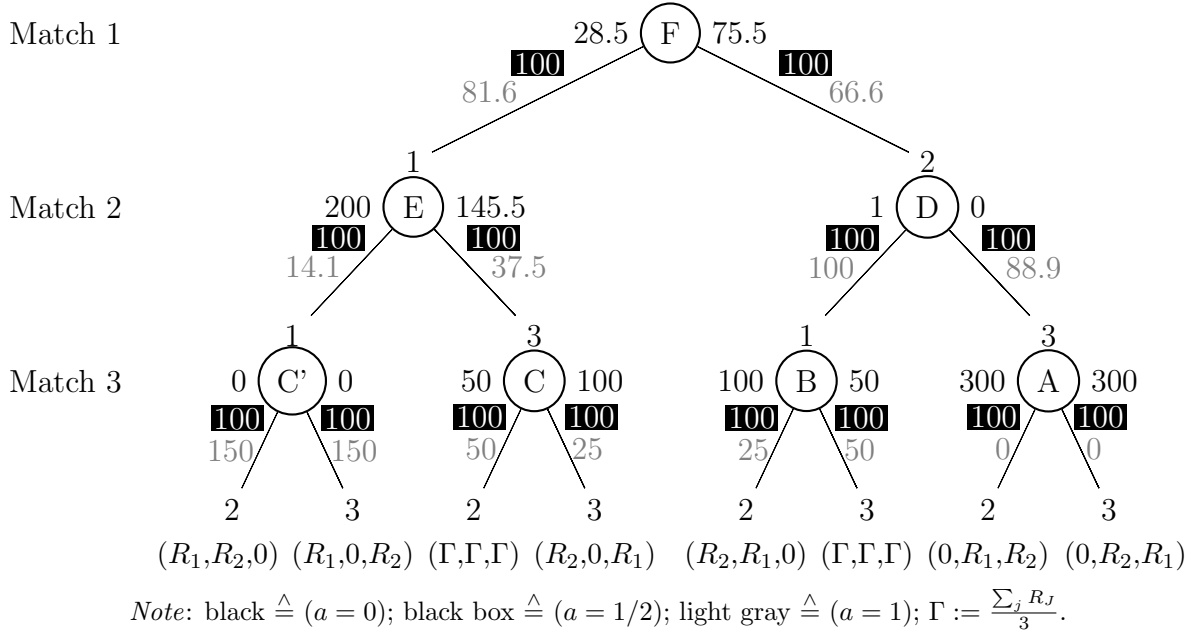 Match 1 28.5 F 75.5
100 100
81.6 66.6
1 2
Match 2 200 E 145.5 1 D 0
100 100 100 100
14.1 37.5 100 88.9
1 3 1 3
Match 3 0 C' 0 50 C 100 100 B 50 300 A 300
100 100 100 100 100 100 100 100
150 150 50 25 25 50 0 0
2 3 2 3 2 3 2 3
(R₁,R₂,0) (R₁,0,R₂) (Γ,Γ,Γ) (R₂,0,R₁) (R₂,R₁,0) (Γ,Γ,Γ) (0,R₁,R₂) (0,R₂,R₁)
Note: black ≙ (a = 0); black box ≙ (a = 1/2); light gray ≙ (a = 1); Γ := ∑ⱼ R_J / 3.